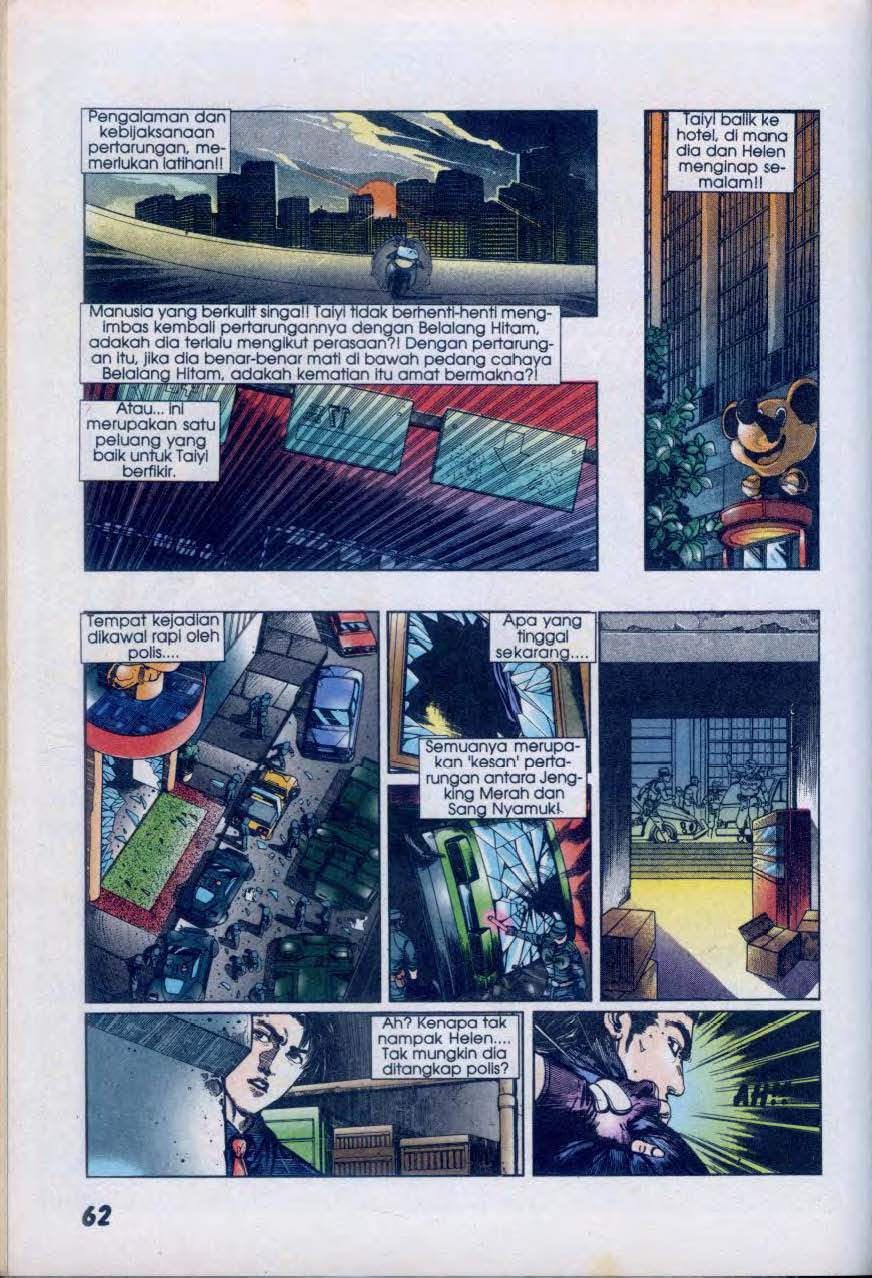 Pengalaman dan
kebijaksanaan
pertarungan, me-
merlukan latihan!!
Taiyi balik ke
hotel, di mana
dia dan Helen
menginap se-
malam!!
Manusia yang berkulit singa!! Taiyi tidak berhenti-henti meng-
imbas kembali pertarungannya dengan Belalang Hitam,
adakah dia terlalu mengikut perasaan?! Dengan pertarung-
an itu, jika dia benar-benar mati di bawah pedang cahaya
Belalang Hitam, adakah kematian itu amat bermakna?!
Atau... ini
merupakan satu
peluang yang
baik untuk Taiyi
berfikir.
Tempat kejadian
dikawal rapi oleh
polis....
Apa yang
tinggal
sekarang....
Semuanya merupa-
kan 'kesan' perta-
rungan antara Jeng-
king Merah dan
Sang Nyamuk!.
Ah? Kenapa tak
nampak Helen....
Tak mungkin dia
ditangkap polis?
AH!!
62